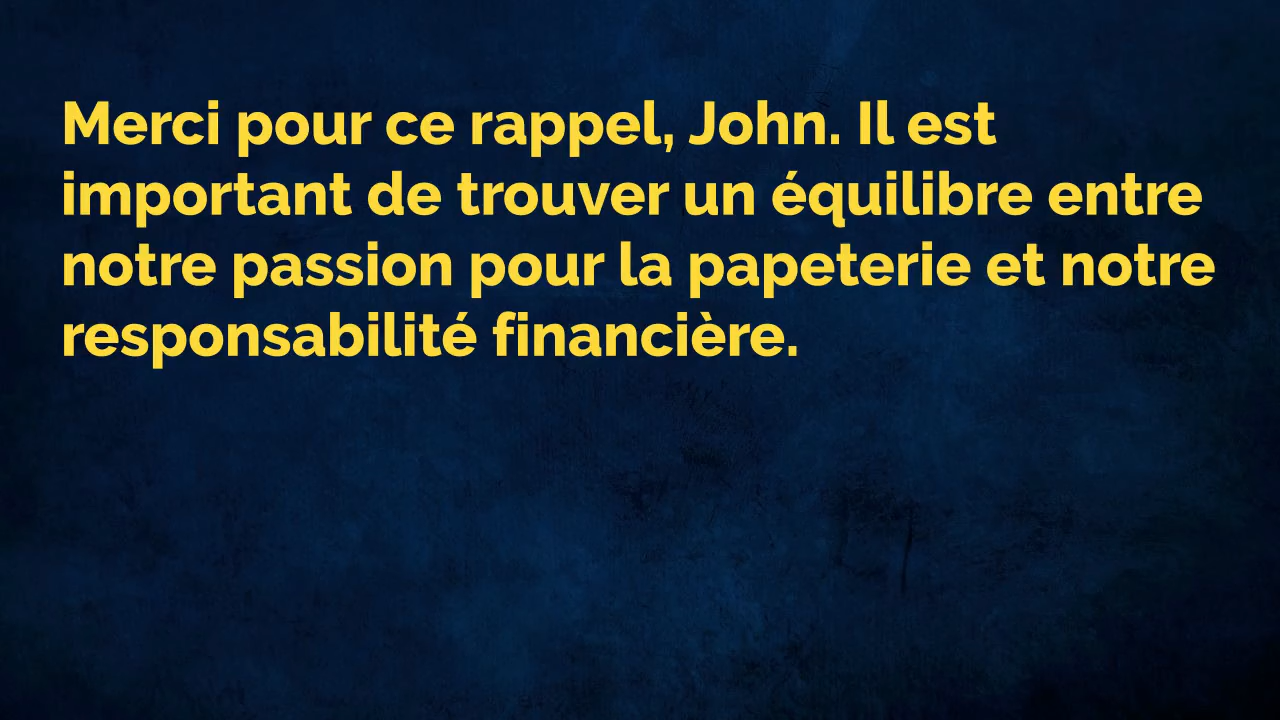 Merci pour ce rappel, John. Il est
important de trouver un équilibre entre
notre passion pour la papeterie et notre
responsabilité financière.